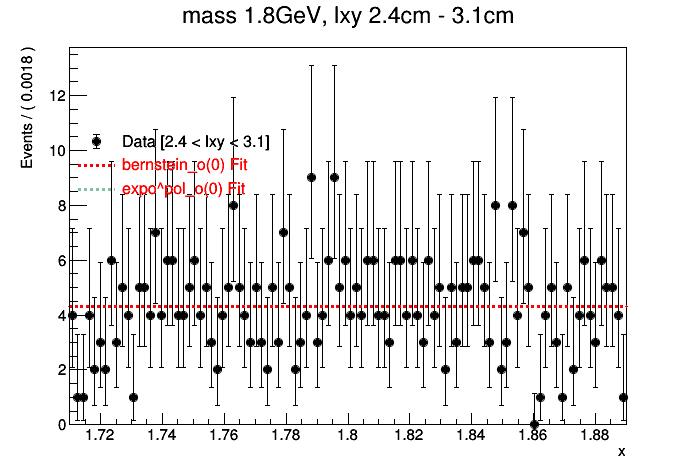 mass 1.8GeV, lxy 2.4cm - 3.1cm
Events / ( 0.0018 )
12
10
8
6
4
2
0
Data [2.4 < lxy < 3.1]
bernstein_o(0) Fit
expo^pol_o(0) Fit
1.72 1.74 1.76 1.78 1.8 1.82 1.84 1.86 1.88
x